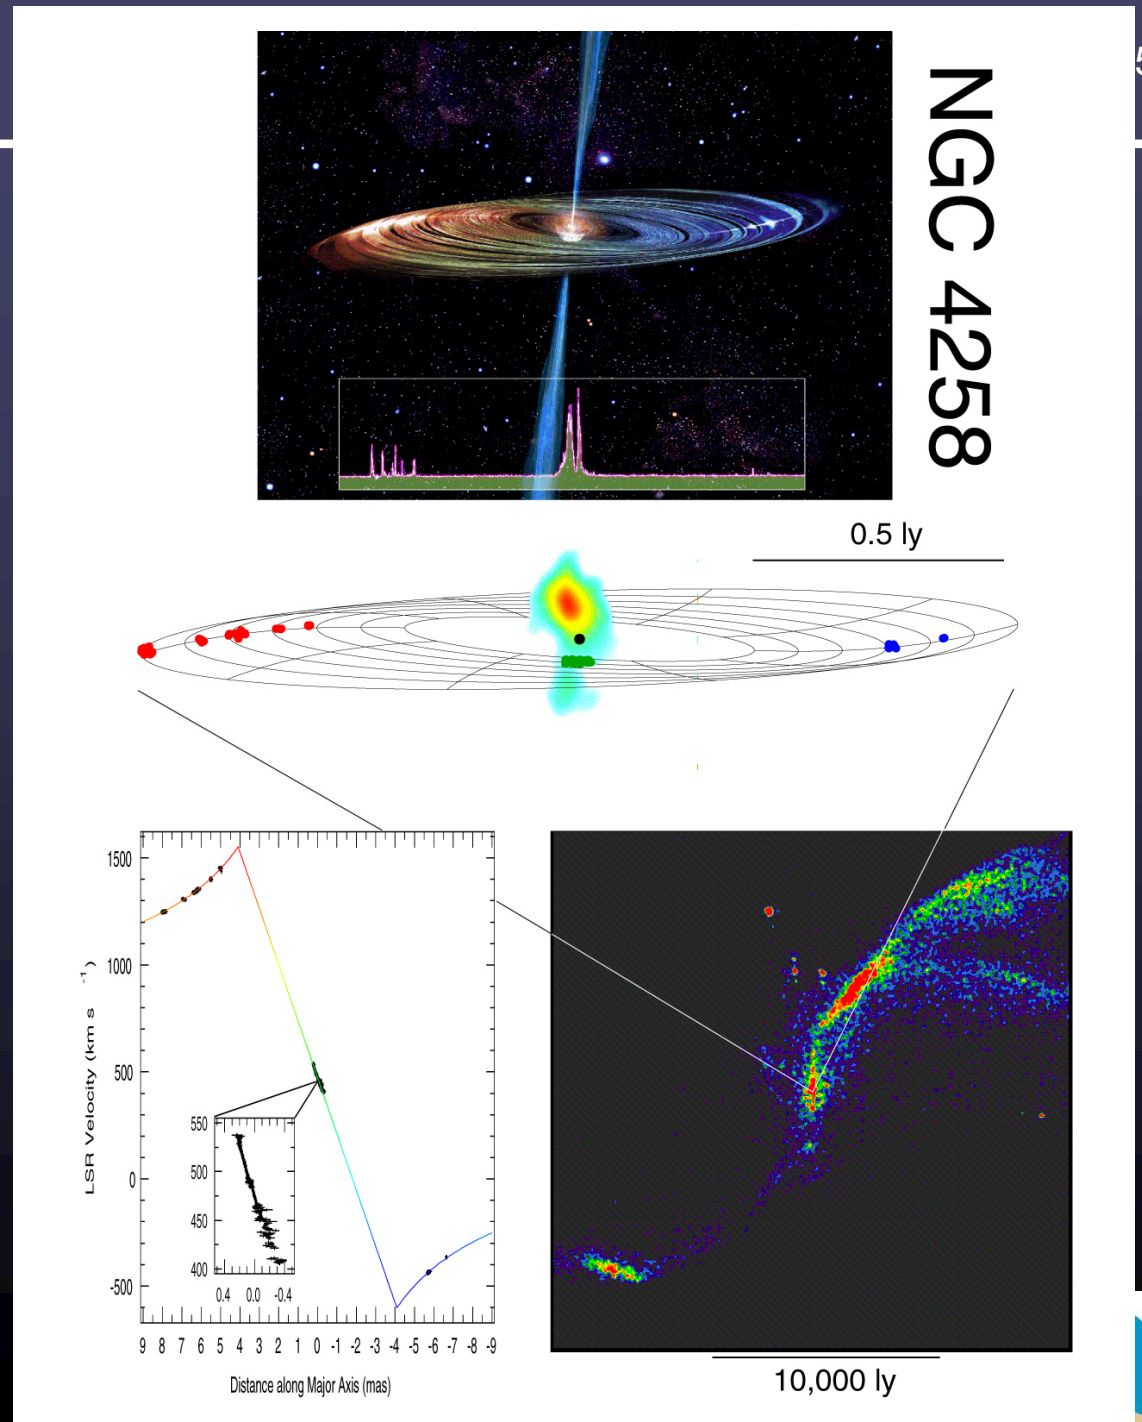 5
NGC 4258
0.5 ly
1500
1000
500
0
-500
LSR Velocity (km s -1 )
550
500
450
400
0.4 0.0 -0.4
9 8 7 6 5 4 3 2 1 0 -1 -2 -3 -4 -5 -6 -7 -8 -9
Distance along Major Axis (mas)
10,000 ly